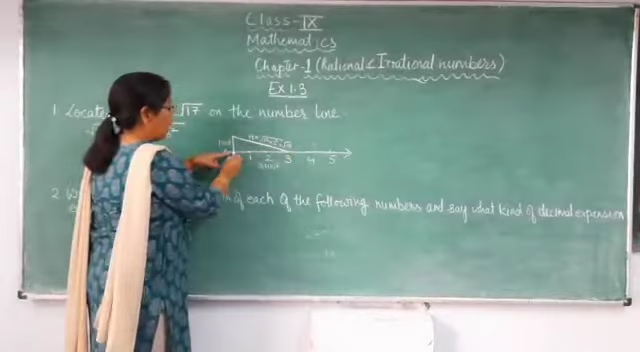 Class-IX
Mathematics
Chapter-1 (Rational & Irrational numbers)
Ex 1.3
1. Locate √17 on the number line.
1 2 3 4 5
2. of each of the following numbers and say what kind of decimal expension